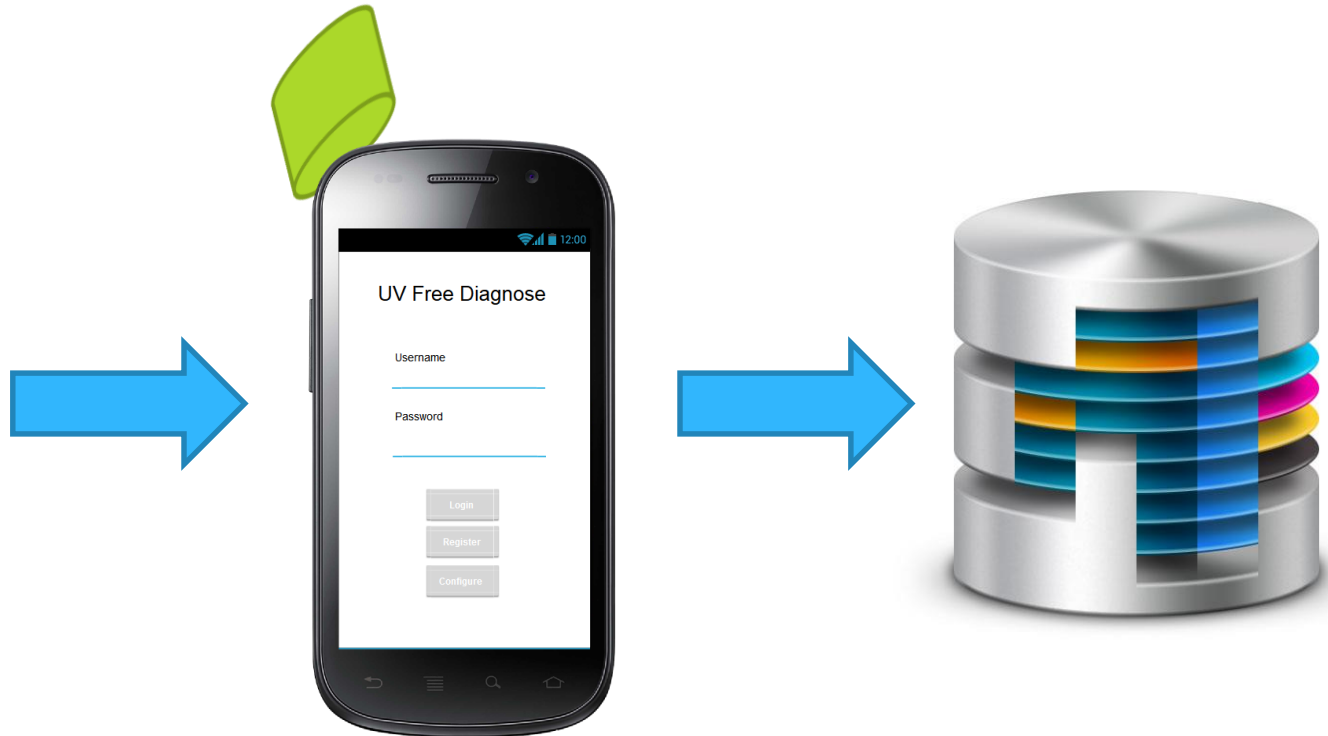 12:00
UV Free Diagnose
Username
Password
Login
Register
Configure